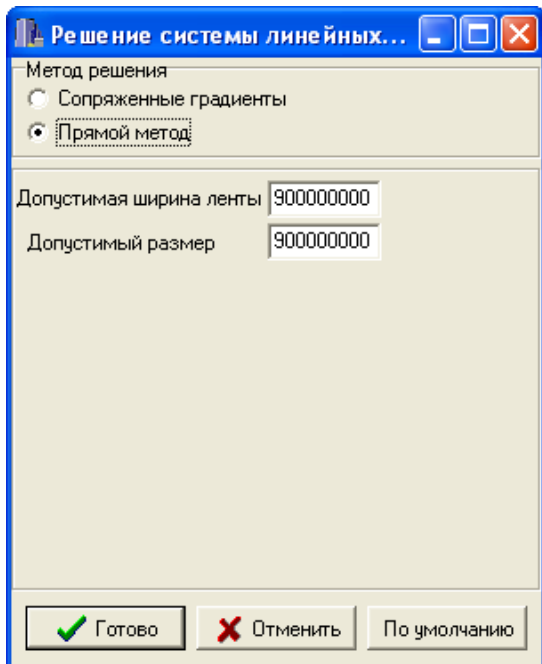 Решение системы линейных...
Метод решения
Сопряженные градиенты
Прямой метод
Допустимая ширина ленты 900000000
Допустимый размер 900000000
Готово Отменить По умолчанию